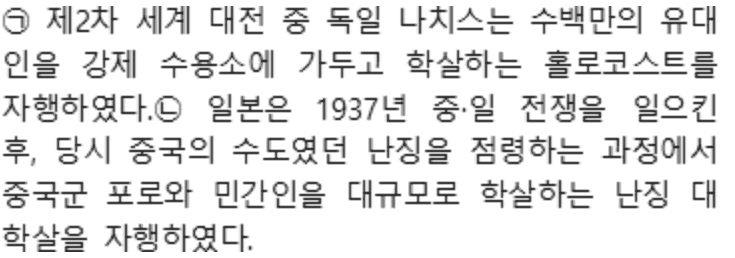 ㉠ 제2차 세계 대전 중 독일 나치스는 수백만의 유대
인을 강제 수용소에 가두고 학살하는 홀로코스트를
자행하였다.㉡ 일본은 1937년 중·일 전쟁을 일으킨
후, 당시 중국의 수도였던 난징을 점령하는 과정에서
중국군 포로와 민간인을 대규모로 학살하는 난징 대
학살을 자행하였다.